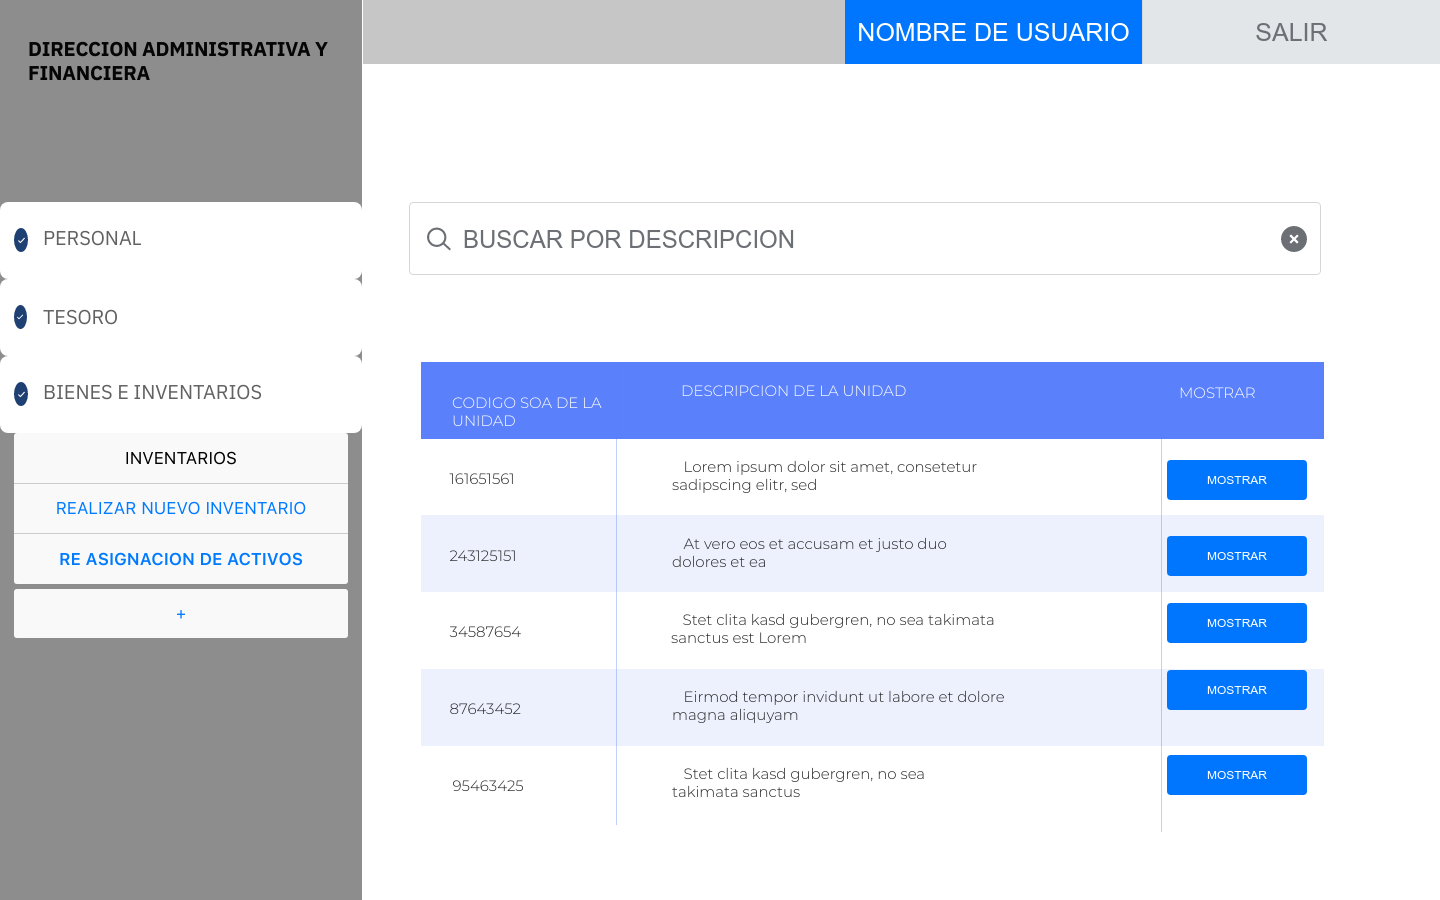 DIRECCION ADMINISTRATIVA Y
FINANCIERA
NOMBRE DE USUARIO
SALIR
PERSONAL
TESORO
BIENES E INVENTARIOS
INVENTARIOS
REALIZAR NUEVO INVENTARIO
RE ASIGNACION DE ACTIVOS
+
BUSCAR POR DESCRIPCION
CODIGO SOA DE LA
UNIDAD
DESCRIPCION DE LA UNIDAD
MOSTRAR
161651561
Lorem ipsum dolor sit amet, consetetur
sadipscing elitr, sed
MOSTRAR
243125151
At vero eos et accusam et justo duo
dolores et ea
MOSTRAR
34587654
Stet clita kasd gubergren, no sea takimata
sanctus est Lorem
MOSTRAR
87643452
Eirmod tempor invidunt ut labore et dolore
magna aliquyam
MOSTRAR
95463425
Stet clita kasd gubergren, no sea
takimata sanctus
MOSTRAR